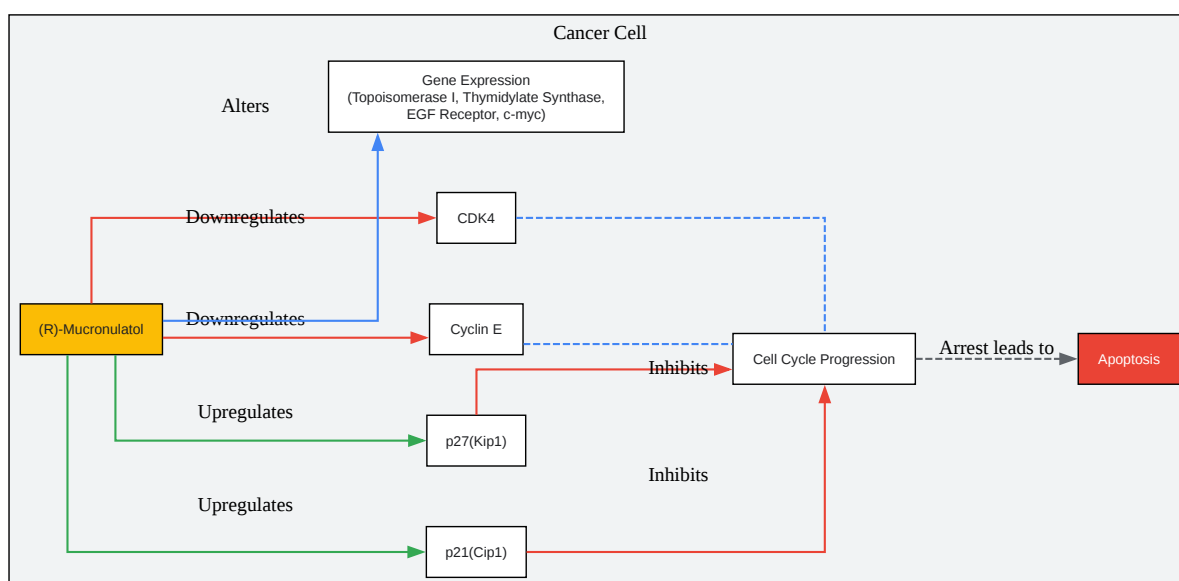 Cancer Cell
Gene Expression
(Topoisomerase I, Thymidylate Synthase,
EGF Receptor, c-myc)
Alters
Downregulates
CDK4
(R)-Mucronulatol
Downregulates
Cyclin E
Inhibits
Cell Cycle Progression
Arrest leads to
Apoptosis
Upregulates
p27(Kip1)
Inhibits
Upregulates
p21(Cip1)